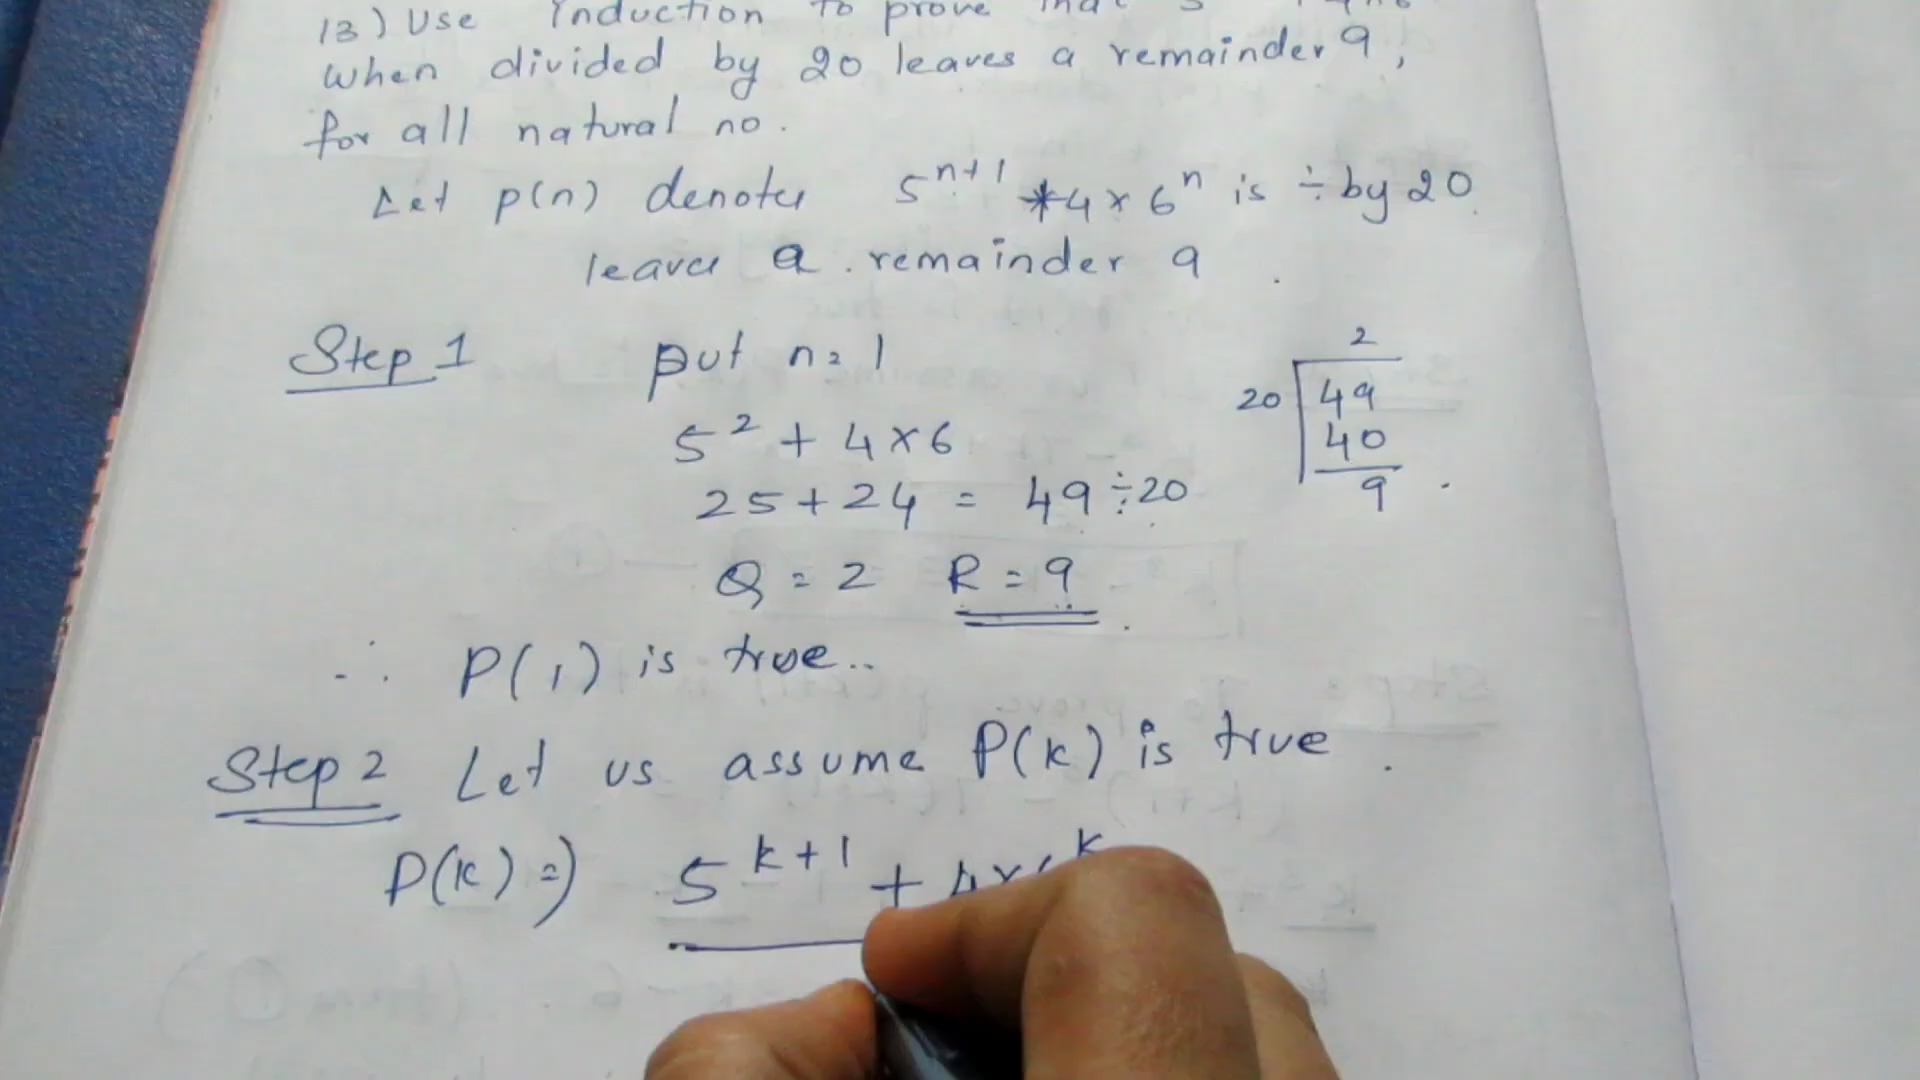 13) Use Induction to prove that
when divided by 20 leaves a remainder 9,
for all natural no.
Let p(n) denotes 5^{n+1} + 4 × 6^n is ÷ by 20
leaves a remainder 9
Step 1 put n = 1
5^2 + 4×6
25 + 24 = 49 ÷ 20
Q = 2 R = 9
2
20 49
40
9
∴ P(1) is true..
Step 2 Let us assume P(k) is true.
P(k) => 5^{k+1} + 4× k